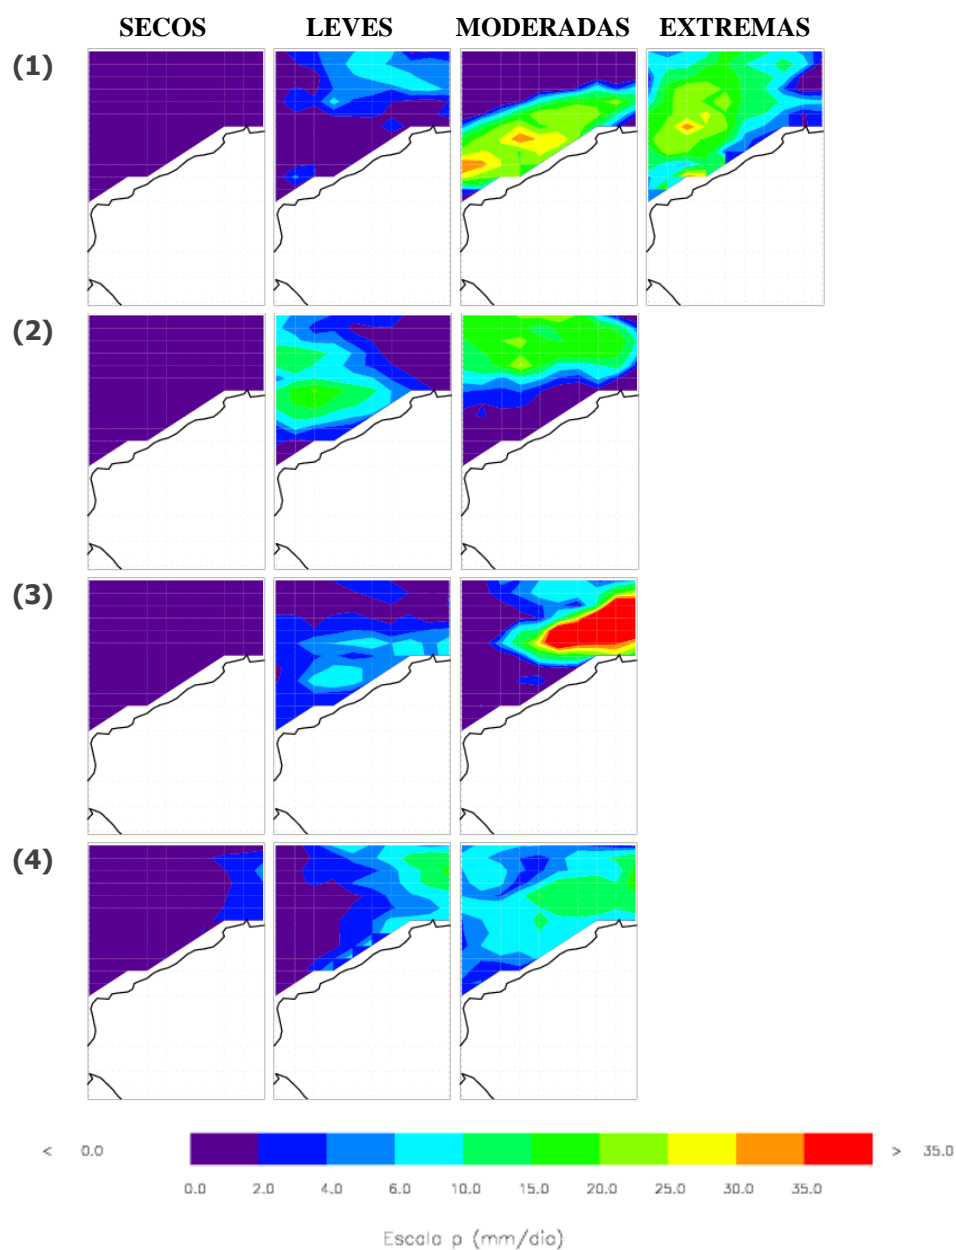 SECOS LEVES MODERADAS EXTREMAS
(1)
(2)
(3)
(4)
< 0.0 > 35.0
0.0 2.0 4.0 6.0 10.0 15.0 20.0 25.0 30.0 35.0
Escala p (mm/dia)